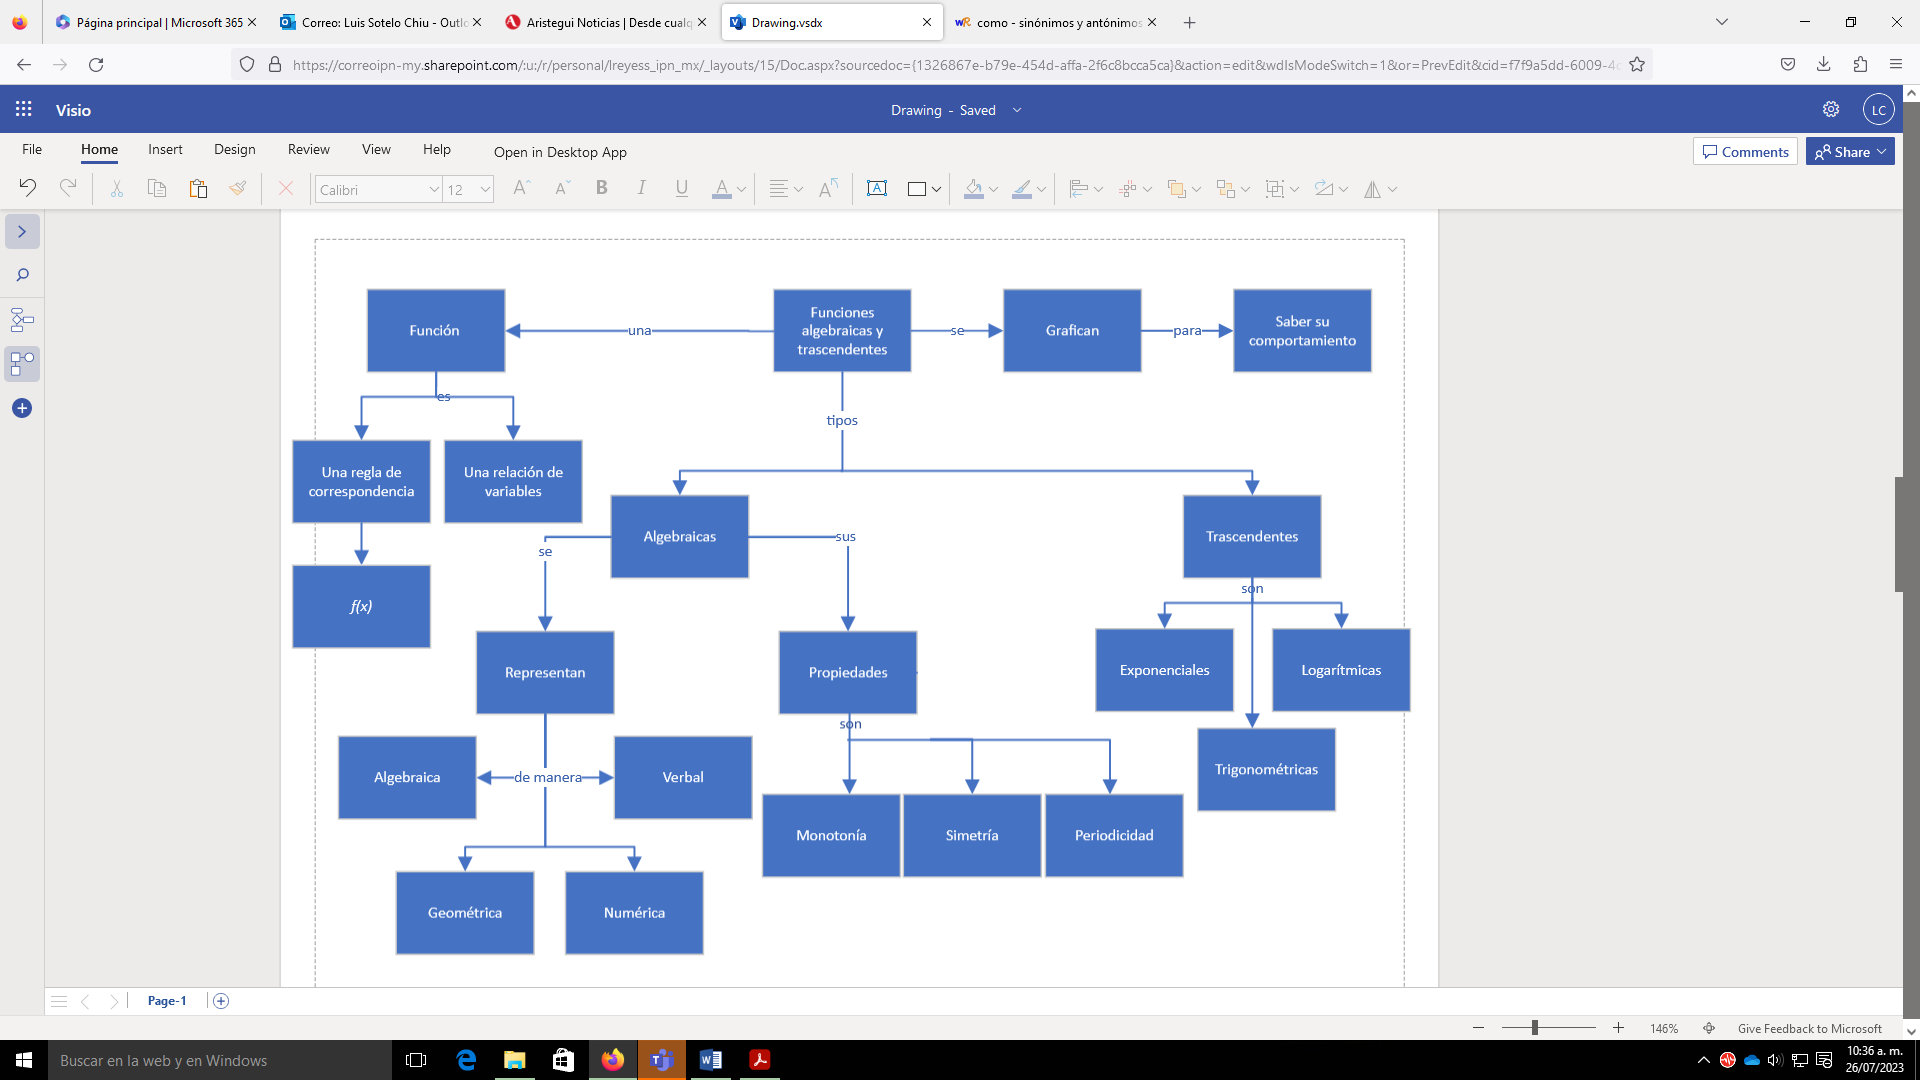 Página principal | Microsoft 365
Correo: Luis Sotelo Chiu - Outlo
Aristegui Noticias | Desde cualq
Drawing.vsdx
como - sinónimos y antónimos
https://correoipn-my.sharepoint.com/:u:/r/personal/lreyess_ipn_mx/_layouts/15/Doc.aspx?sourcedoc={1326867e-b79e-454d-affa-2f6c8bcca5ca}&action=edit&wdIsModeSwitch=1&or=PrevEdit&cid=f7f9a5dd-6009-4c
Visio
Drawing - Saved
LC
File Home Insert Design Review View Help Open in Desktop App
Comments
Share
Calibri
12
Función
una
Funciones
algebraicas y
trascendentes
se
Grafican
para
Saber su
comportamiento
es
tipos
Una regla de
correspondencia
Una relación de
variables
Algebraicas
Trascendentes
se
sus
son
f(x)
Representan
Propiedades
Exponenciales
Logarítmicas
son
Algebraica
de manera
Verbal
Trigonométricas
Monotonía
Simetría
Periodicidad
Geométrica
Numérica
Page-1
146%
Give Feedback to Microsoft
Buscar en la web y en Windows
10:36 a. m.
26/07/2023